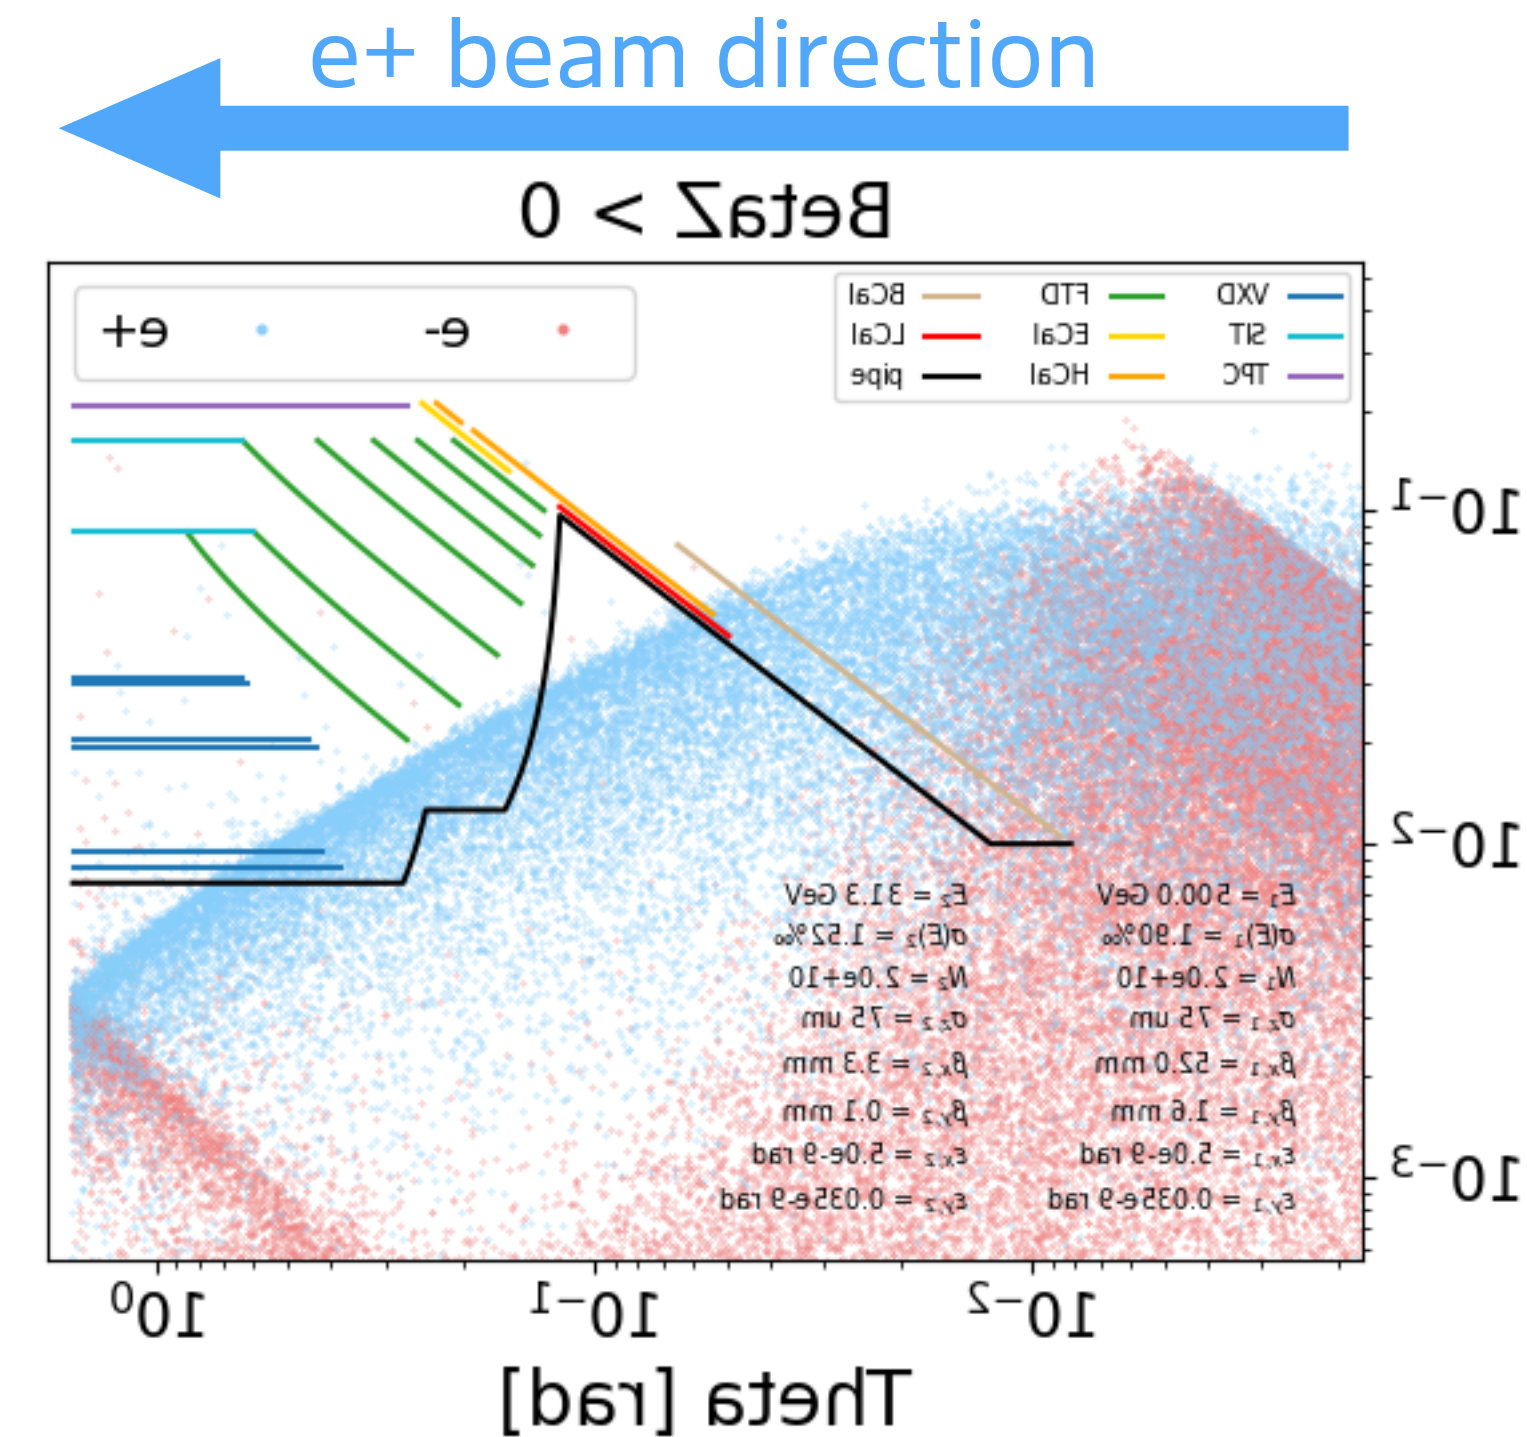 e+ beam direction
BetaZ > 0
e- e+
VXD FTD BCal
SIT ECal LCal
TPC HCal pipe
10⁻¹
10⁻²
10⁻³
E₁ = 500.0 GeV E₂ = 31.3 GeV
σ(E)₁ = 1.90‰ σ(E)₂ = 1.52‰
N₁ = 2.0e+10 N₂ = 2.0e+10
σz,1 = 75 um σz,2 = 75 um
βx,1 = 52.0 mm βx,2 = 3.3 mm
βy,1 = 1.6 mm βy,2 = 0.1 mm
εx,1 = 5.0e-9 rad εx,2 = 5.0e-9 rad
εy,1 = 0.035e-9 rad εy,2 = 0.035e-9 rad
10⁻² 10⁻¹ 10⁰
Theta [rad]